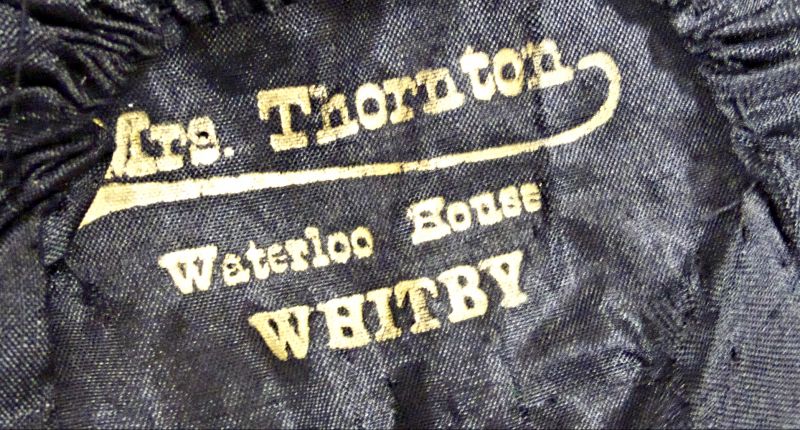 Mrs. Thornton
Waterloo House
WHITBY